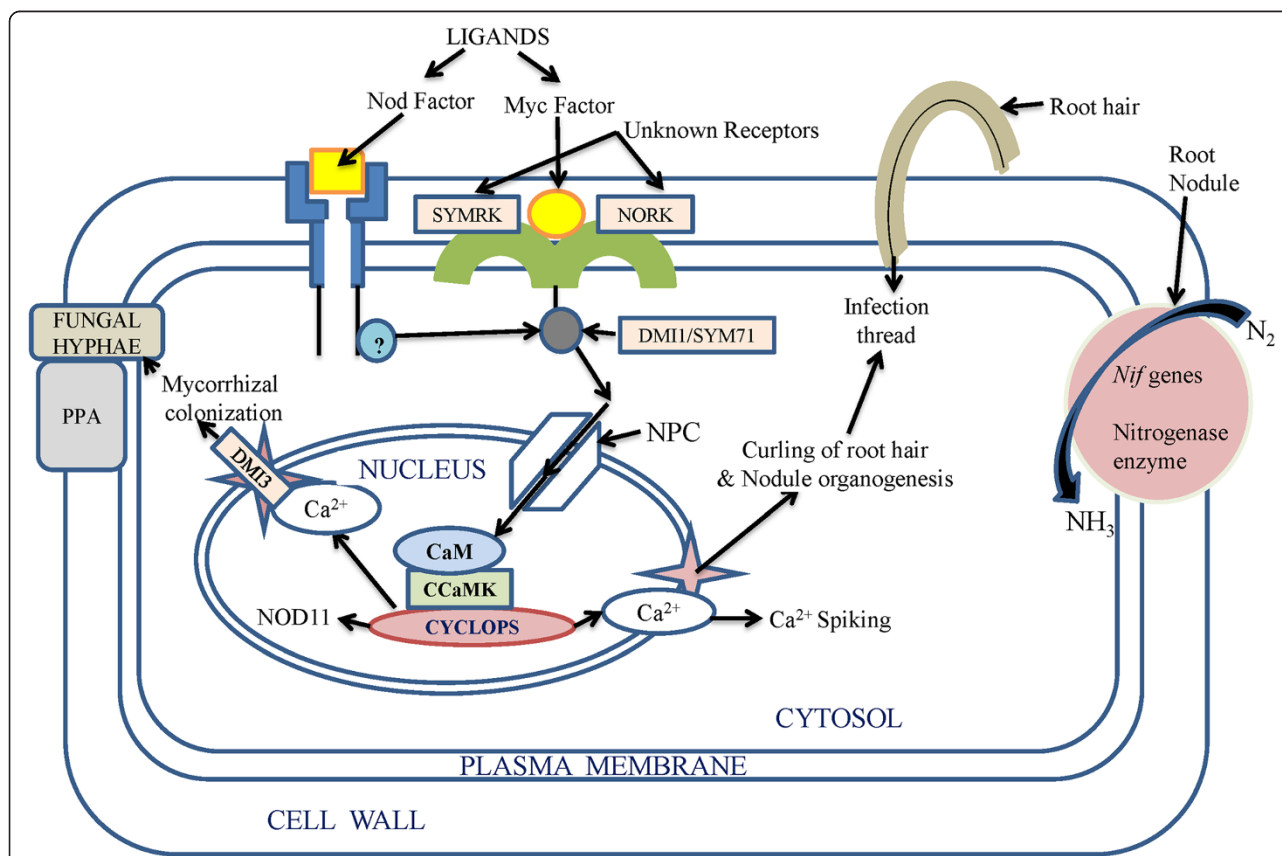 LIGANDS
Nod Factor
Myc Factor
Unknown Receptors
Root hair
Root
Nodule
SYMRK
NORK
FUNGAL
HYPHAE
PPA
?
DMI1/SYM71
Infection
thread
N₂
Nif genes
Nitrogenase
enzyme
NH₃
Mycorrhizal
colonization
DMI3
NUCLEUS
NPC
Curling of root hair
& Nodule organogenesis
Ca²⁺
CaM
CCaMK
CYCLOPS
NOD11
Ca²⁺
Ca²⁺ Spiking
CYTOSOL
PLASMA MEMBRANE
CELL WALL